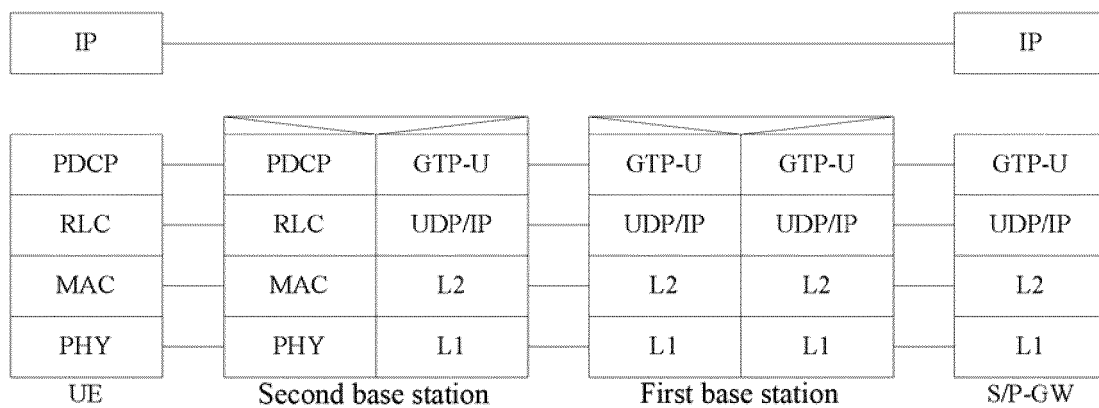 IP IP
PDCP PDCP GTP-U GTP-U GTP-U GTP-U
RLC RLC UDP/IP UDP/IP UDP/IP UDP/IP
MAC MAC L2 L2 L2 L2
PHY PHY L1 L1 L1 L1
UE Second base station First base station S/P-GW